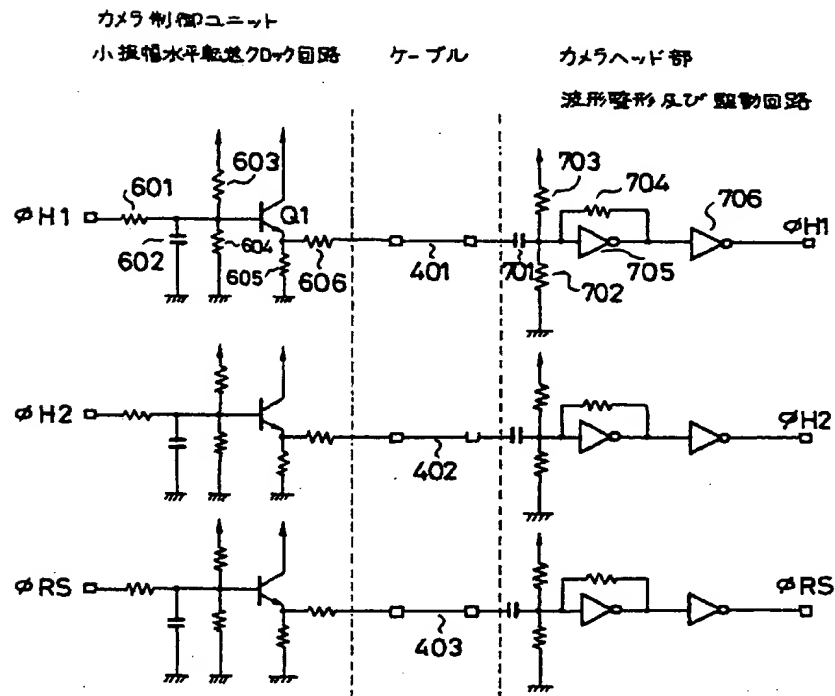 カメラ制御ユニット
小振幅水平転送クロック回路
ケーブル
カメラヘッド部
波形整形及び駆動回路
603
703
704
706
601
φH1
Q1
φH1
602
604
605
606
401
701
705
702
φH2
φH2
402
φRS
φRS
403